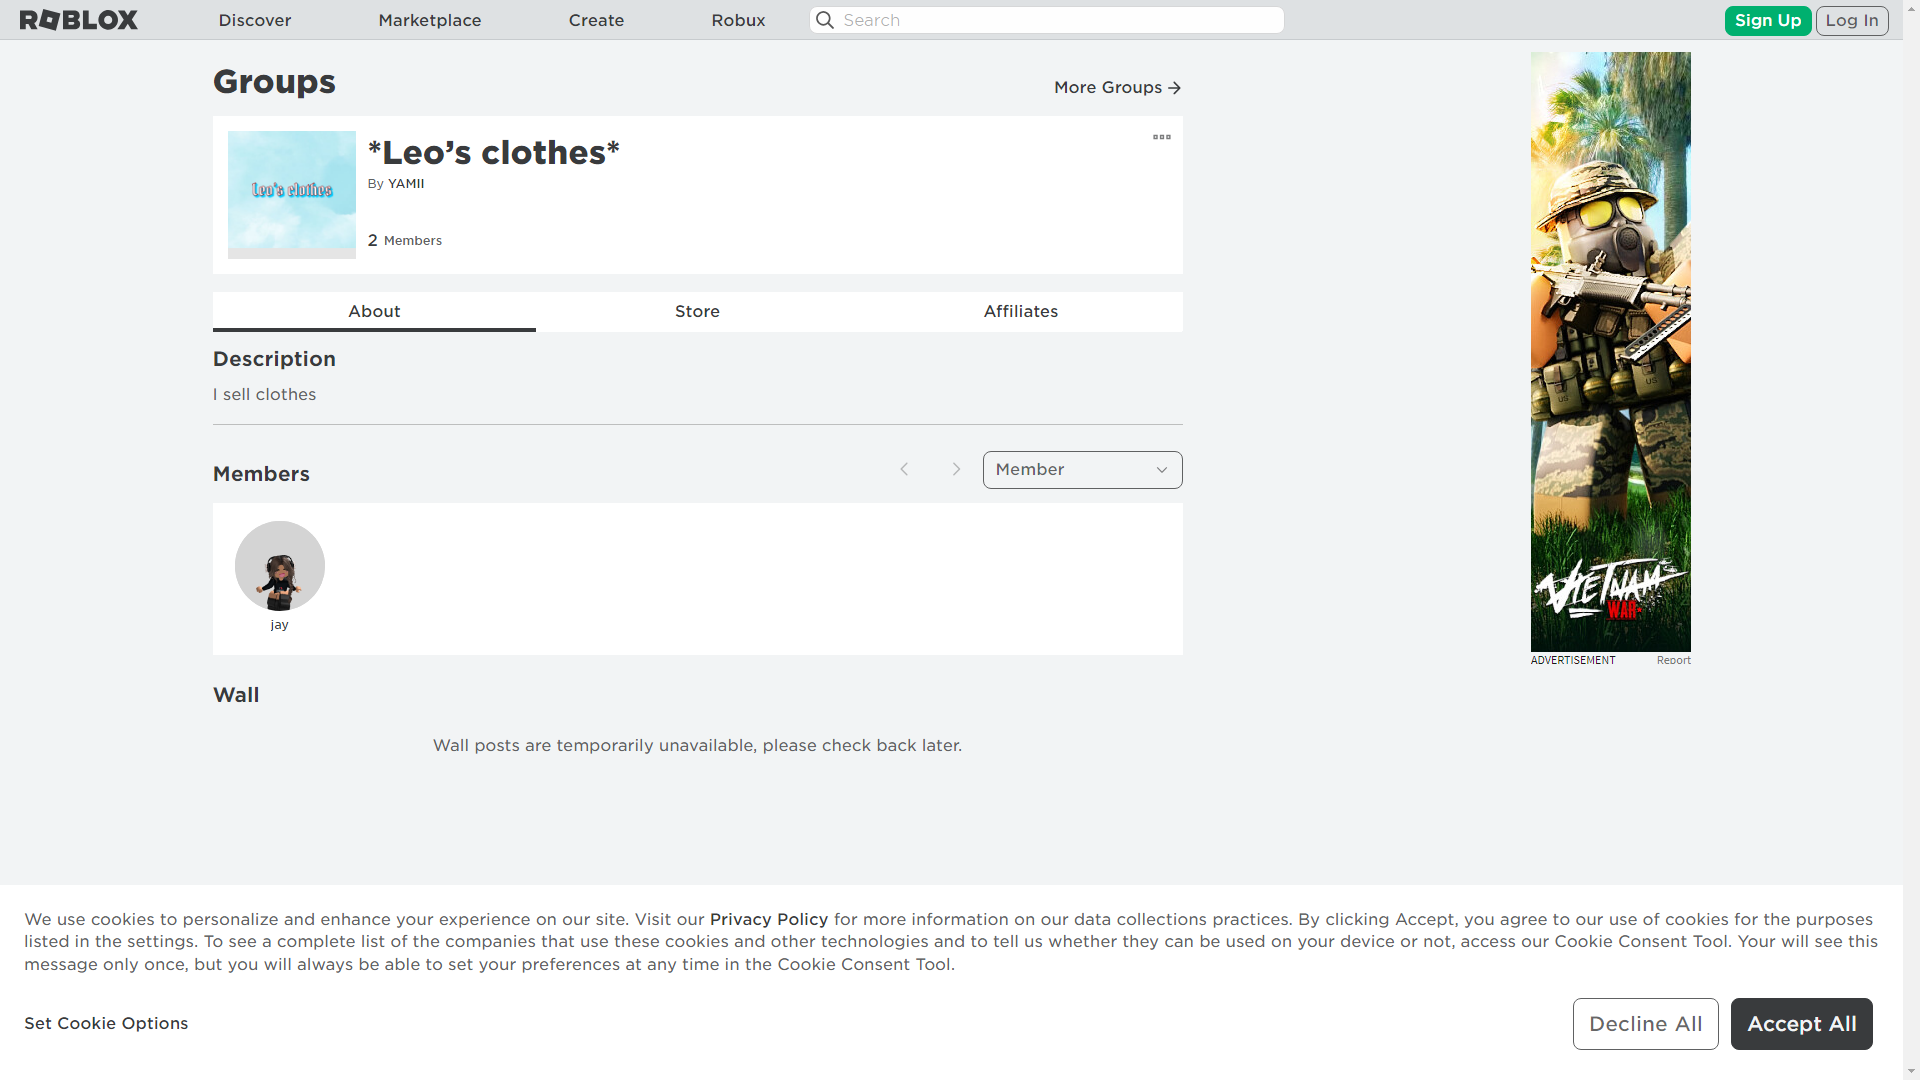 ROBLOX
Discover
Marketplace
Create
Robux
Search
Sign Up
Log In
Groups
More Groups
Leo's clothes
*Leo’s clothes*
By YAMII
2 Members
About
Store
Affiliates
Description
I sell clothes
Members
Member
jay
Wall
Wall posts are temporarily unavailable, please check back later.
US
US
VIETNAM
WAR
ADVERTISEMENT
Report
We use cookies to personalize and enhance your experience on our site. Visit our Privacy Policy for more information on our data collections practices. By clicking Accept, you agree to our use of cookies for the purposes
listed in the settings. To see a complete list of the companies that use these cookies and other technologies and to tell us whether they can be used on your device or not, access our Cookie Consent Tool. Your will see this
message only once, but you will always be able to set your preferences at any time in the Cookie Consent Tool.
Set Cookie Options
Decline All
Accept All